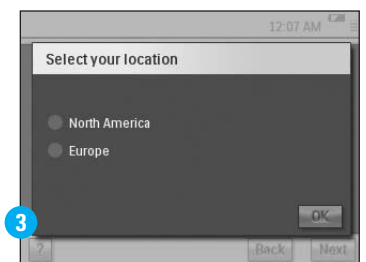 12:07 AM
Select your location
North America
Europe
OK
3
?
Back
Next